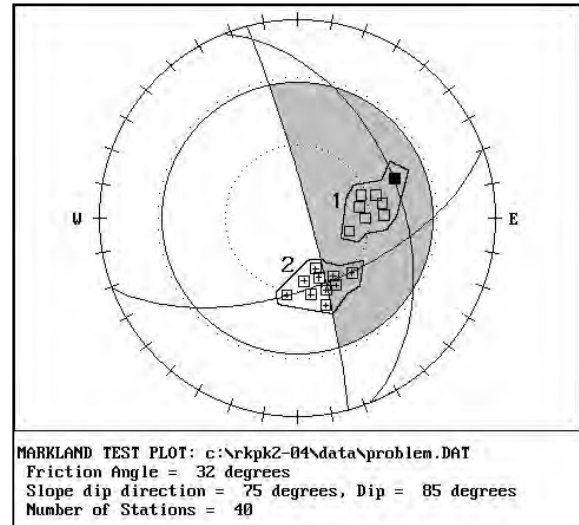 W
E
1
2
MARKLAND TEST PLOT: c:\rkpk2-04\data\problem.DAT
Friction Angle = 32 degrees
Slope dip direction = 75 degrees, Dip = 85 degrees
Number of Stations = 40